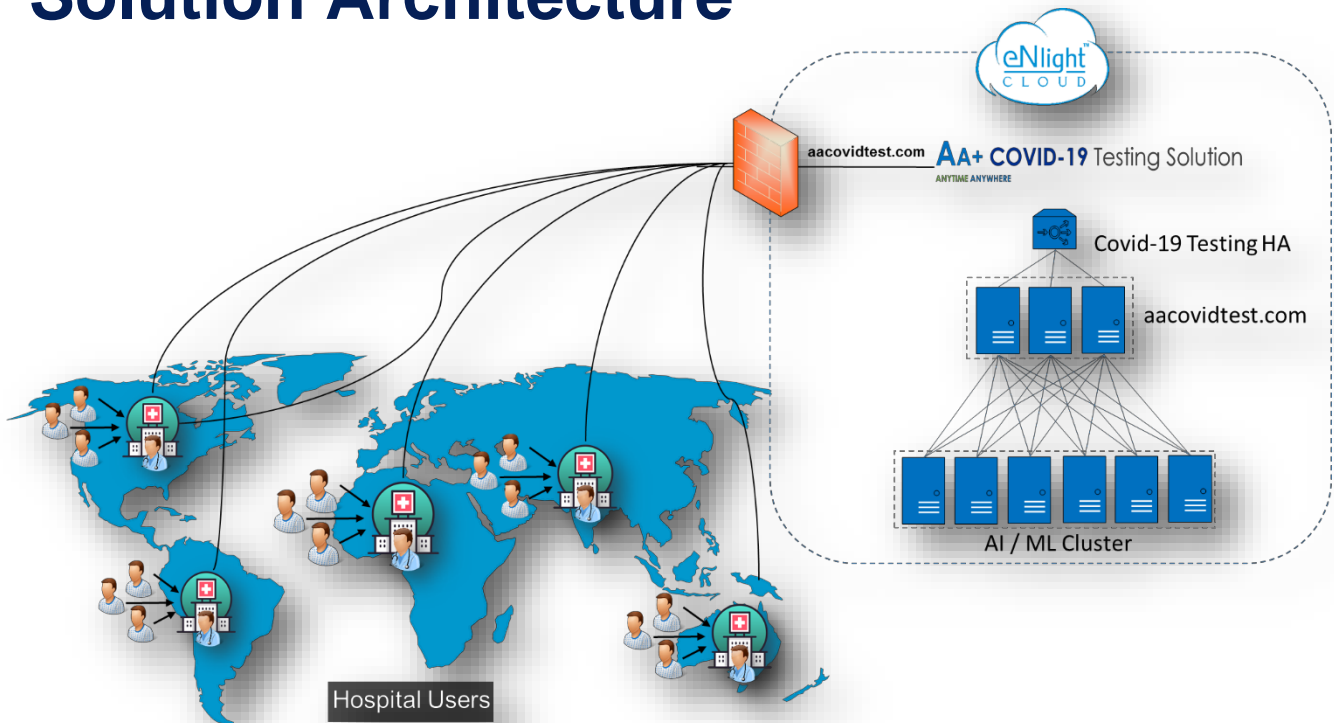 Solution Architecture
eNlight™
CLOUD
aacovidtest.com
AA+ COVID-19 Testing Solution
ANYTIME ANYWHERE
Covid-19 Testing HA
aacovidtest.com
AI / ML Cluster
Hospital Users